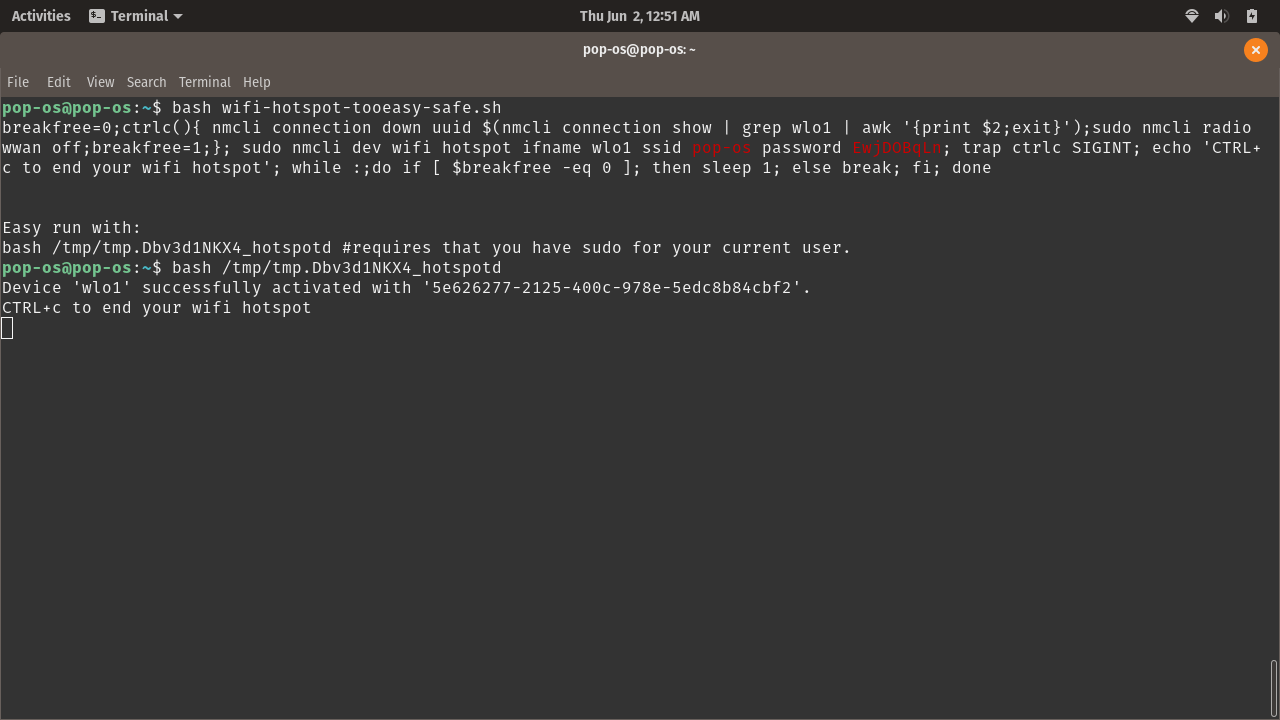 Activities Terminal Thu Jun 2, 12:51 AM
pop-os@pop-os: ~
File Edit View Search Terminal Help
pop-os@pop-os:~$ bash wifi-hotspot-tooeasy-safe.sh
breakfree=0;ctrlc(){ nmcli connection down uuid $(nmcli connection show | grep wlo1 | awk '{print $2;exit}');sudo nmcli radio
wwan off;breakfree=1;}; sudo nmcli dev wifi hotspot ifname wlo1 ssid pop-os password EwjDOBqLn; trap ctrlc SIGINT; echo 'CTRL+
c to end your wifi hotspot'; while :;do if [ $breakfree -eq 0 ]; then sleep 1; else break; fi; done
Easy run with:
bash /tmp/tmp.Dbv3d1NKX4_hotspotd #requires that you have sudo for your current user.
pop-os@pop-os:~$ bash /tmp/tmp.Dbv3d1NKX4_hotspotd
Device 'wlo1' successfully activated with '5e626277-2125-400c-978e-5edc8b84cbf2'.
CTRL+c to end your wifi hotspot